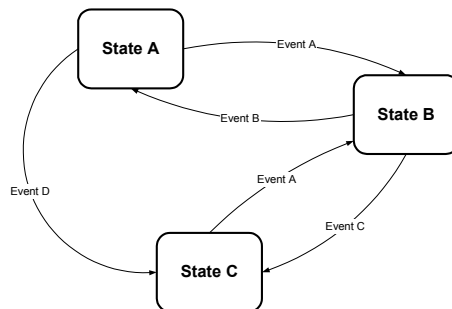 State A
Event A
State B
Event B
Event A
Event D
Event C
State C